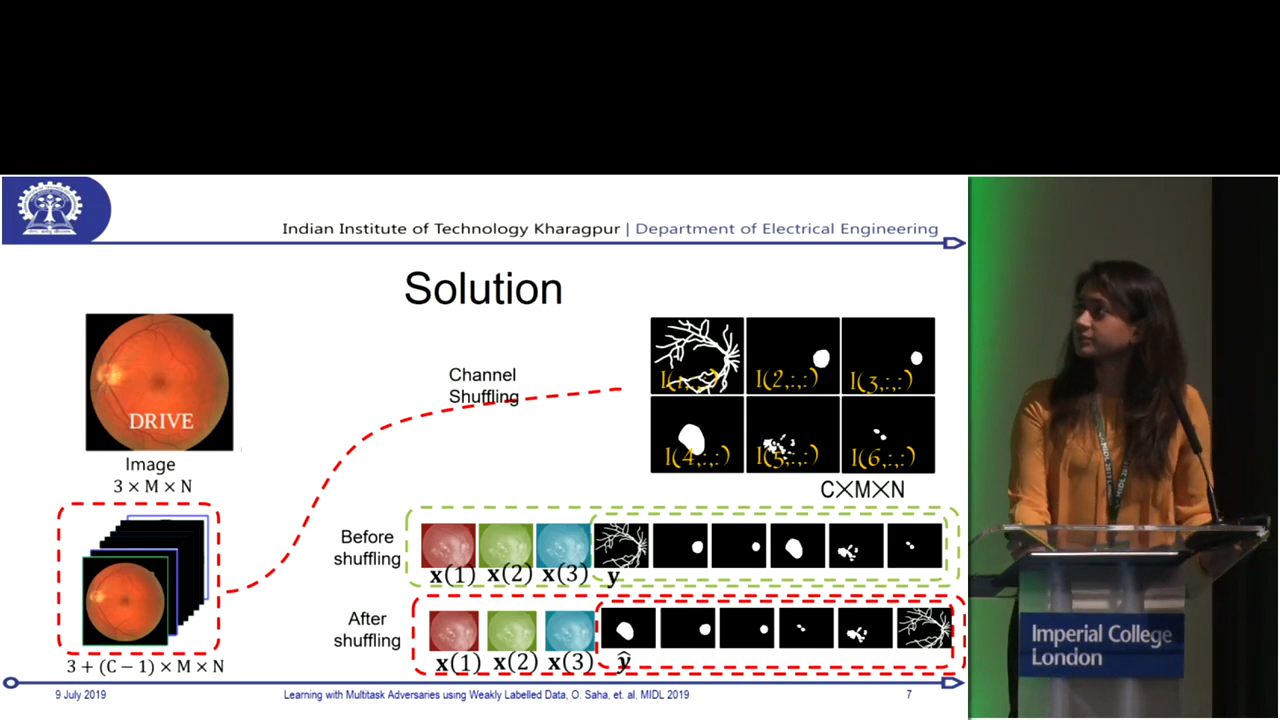 Indian Institute of Technology Kharagpur | Department of Electrical Engineering
Solution
DRIVE
Image
3 × M × N
Channel
Shuffling
I(1,:,:) I(2,:,:) I(3,:,:)
I(4,:,:) I(5,:,:) I(6,:,:)
C×M×N
Before
shuffling
x(1) x(2) x(3) y
After
shuffling
x(1) x(2) x(3) ŷ
3 + (C − 1) × M × N
9 July 2019 Learning with Multitask Adversaries using Weakly Labelled Data, O. Saha, et. al, MIDL 2019 7
MIDL 2019
Imperial College
London